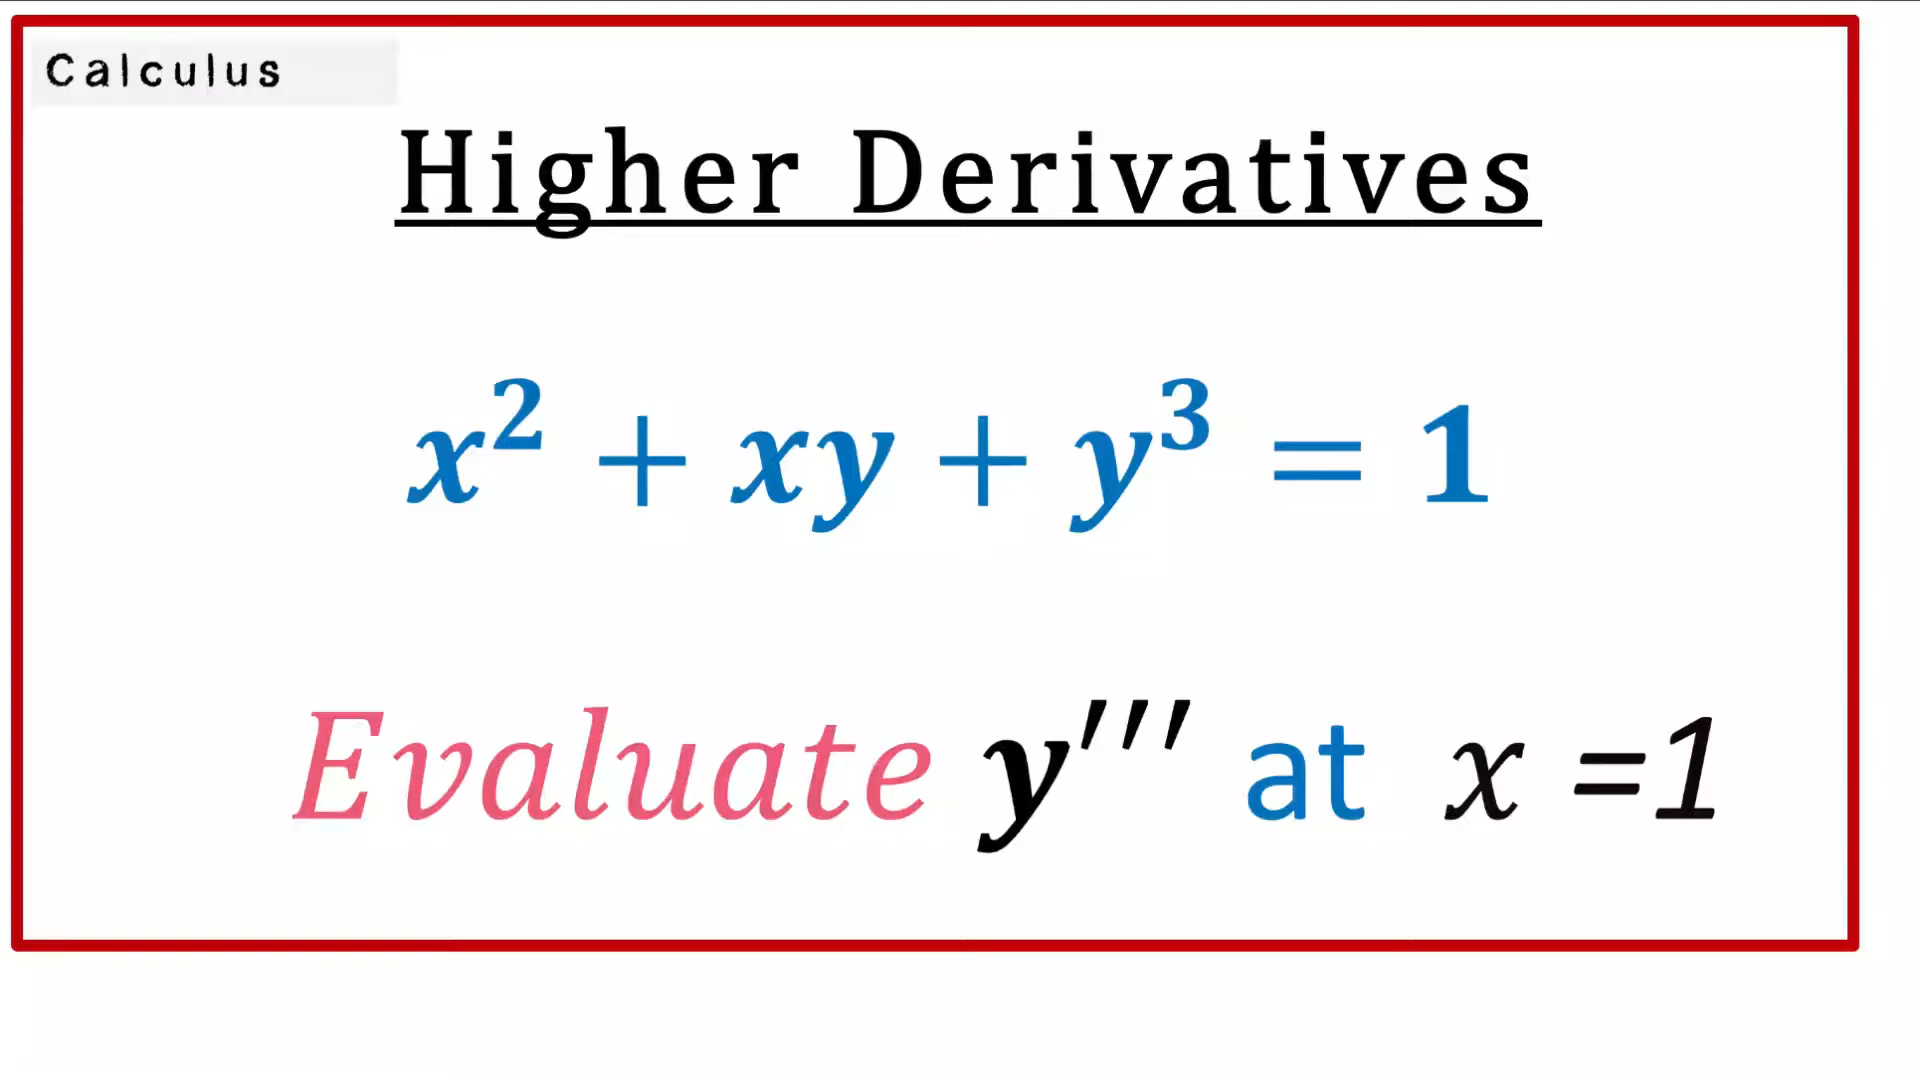 Calculus
Higher Derivatives
x² + xy + y³ = 1
Evaluate y′′′ at x =1